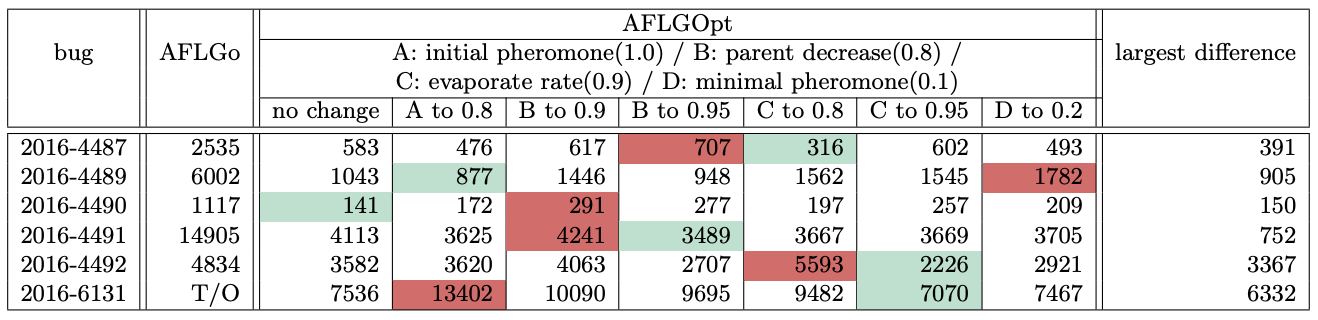 AFLGOpt
bug AFLGo A: initial pheromone(1.0) / B: parent decrease(0.8) / largest difference
C: evaporate rate(0.9) / D: minimal pheromone(0.1)
no change A to 0.8 B to 0.9 B to 0.95 C to 0.8 C to 0.95 D to 0.2
2016-4487 2535 583 476 617 707 316 602 493 391
2016-4489 6002 1043 877 1446 948 1562 1545 1782 905
2016-4490 1117 141 172 291 277 197 257 209 150
2016-4491 14905 4113 3625 4241 3489 3667 3669 3705 752
2016-4492 4834 3582 3620 4063 2707 5593 2226 2921 3367
2016-6131 T/O 7536 13402 10090 9695 9482 7070 7467 6332